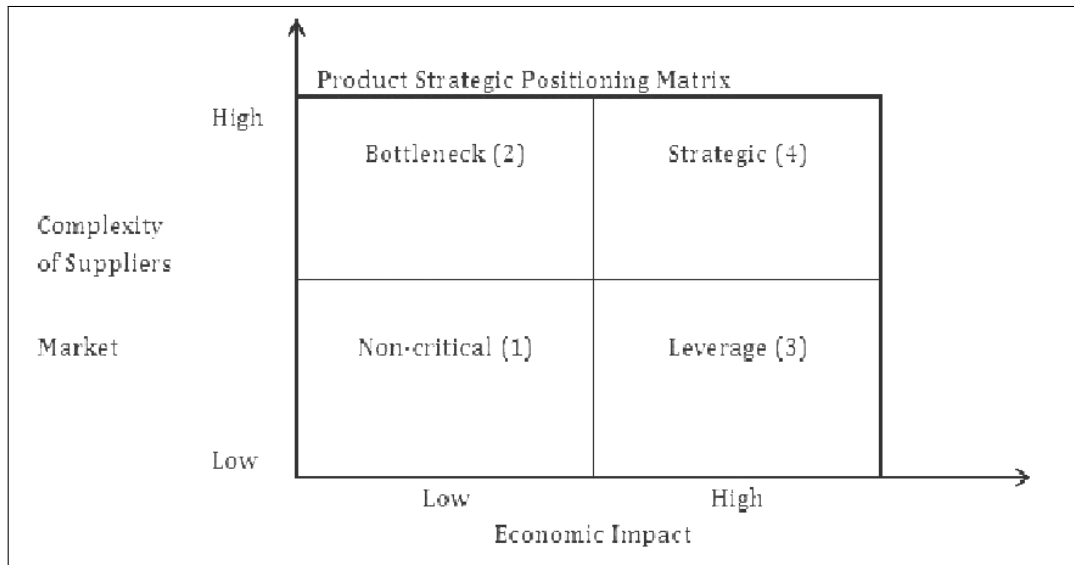 Product Strategic Positioning Matrix
High
Bottleneck (2)
Strategic (4)
Complexity
of Suppliers
Market
Non-critical (1)
Leverage (3)
Low
Low
High
Economic Impact